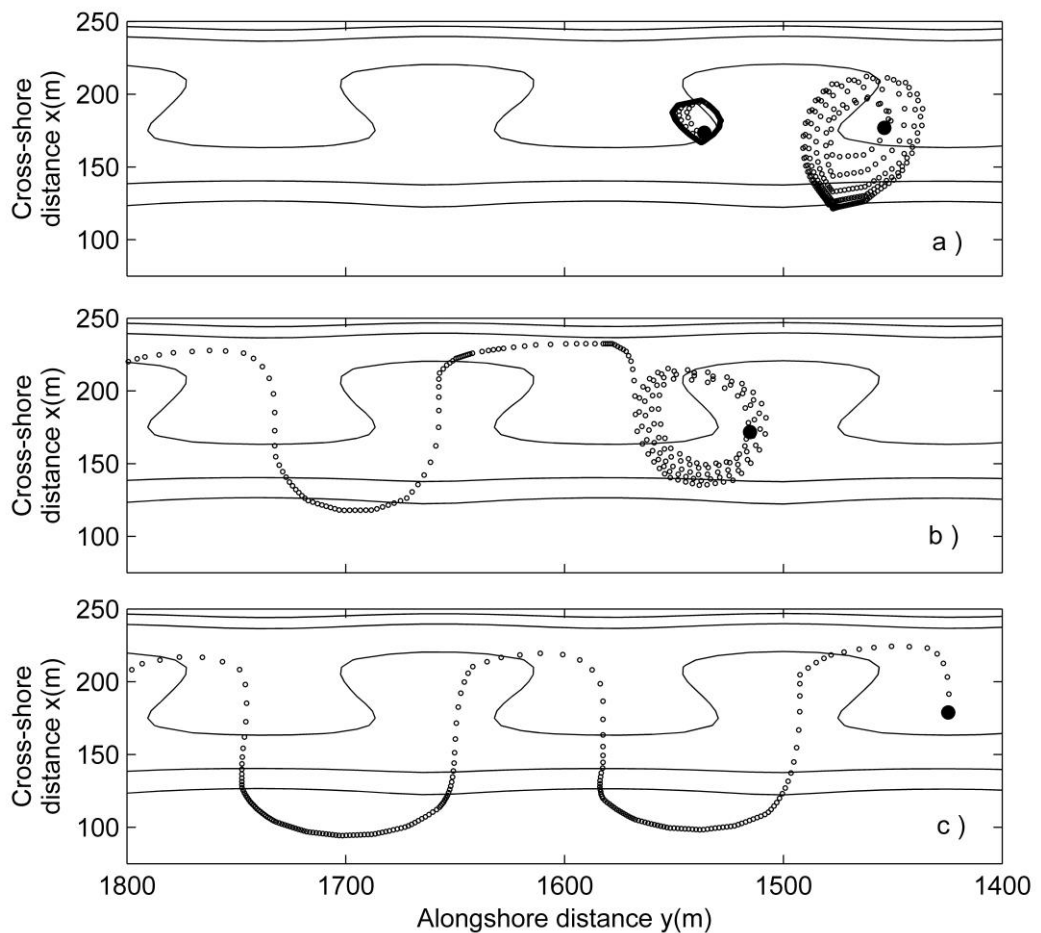 250
200
150
100
Cross-shore
distance x(m)
a )
250
200
150
100
Cross-shore
distance x(m)
b )
250
200
150
100
Cross-shore
distance x(m)
c )
1800 1700 1600 1500 1400
Alongshore distance y(m)